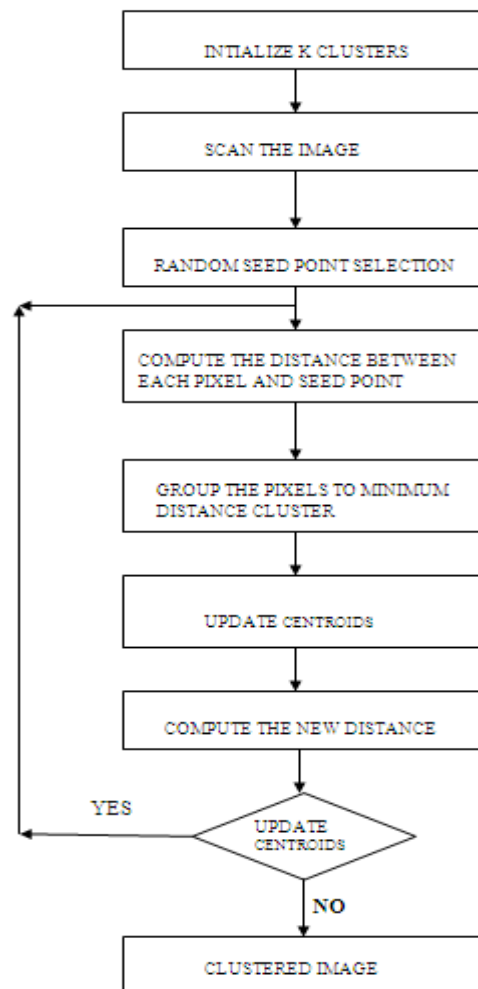 INTIALIZE K CLUSTERS
SCAN THE IMAGE
RANDOM SEED POINT SELECTION
COMPUTE THE DISTANCE BETWEEN
EACH PIXEL AND SEED POINT
GROUP THE PIXELS TO MINIMUM
DISTANCE CLUSTER
UPDATE CENTROIDS
COMPUTE THE NEW DISTANCE
YES
UPDATE
CENTROIDS
NO
CLUSTERED IMAGE